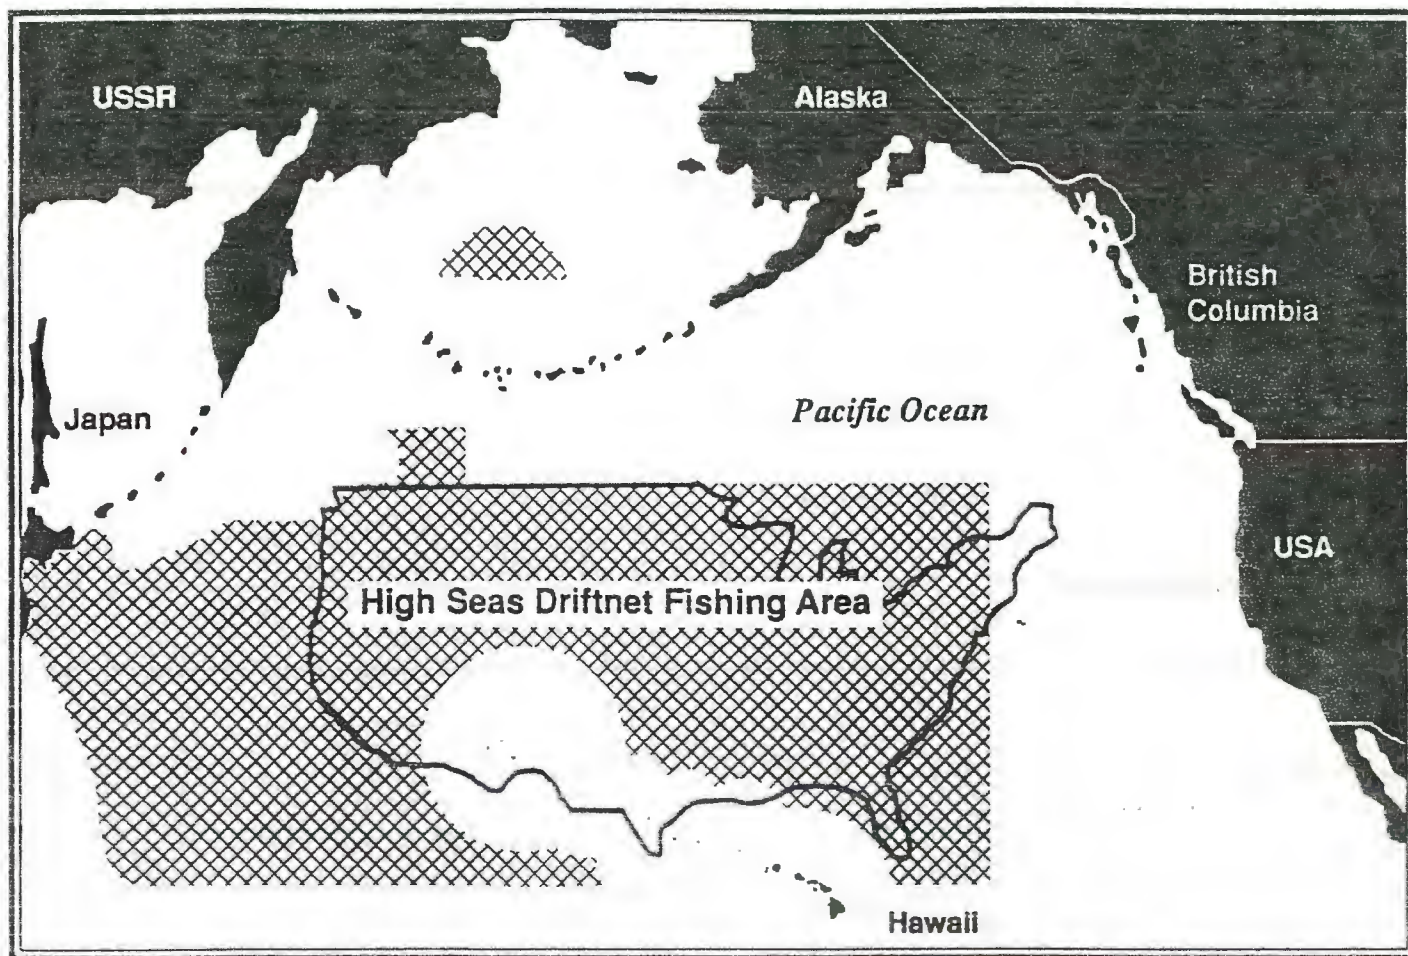 USSR
Alaska
British
Columbia
Japan
Pacific Ocean
USA
High Seas Driftnet Fishing Area
Hawaii